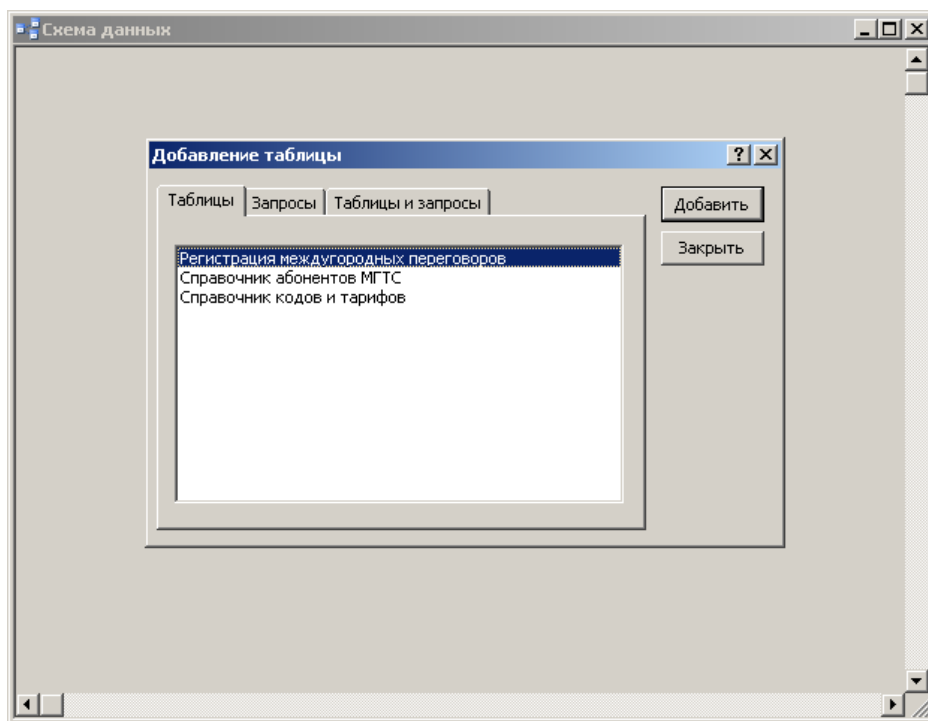 Схема данных
Добавление таблицы
Таблицы Запросы Таблицы и запросы
Добавить
Закрыть
Регистрация междугородных переговоров
Справочник абонентов МГТС
Справочник кодов и тарифов